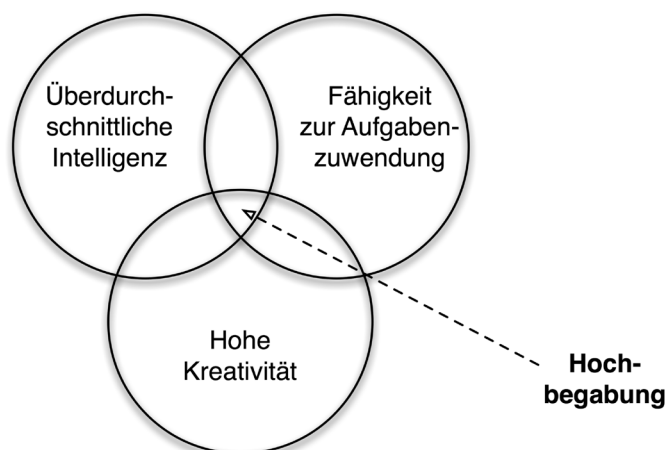 Überdurch-
schnittliche
Intelligenz
Fähigkeit
zur Aufgaben-
zuwendung
Hohe
Kreativität
Hoch-
begabung